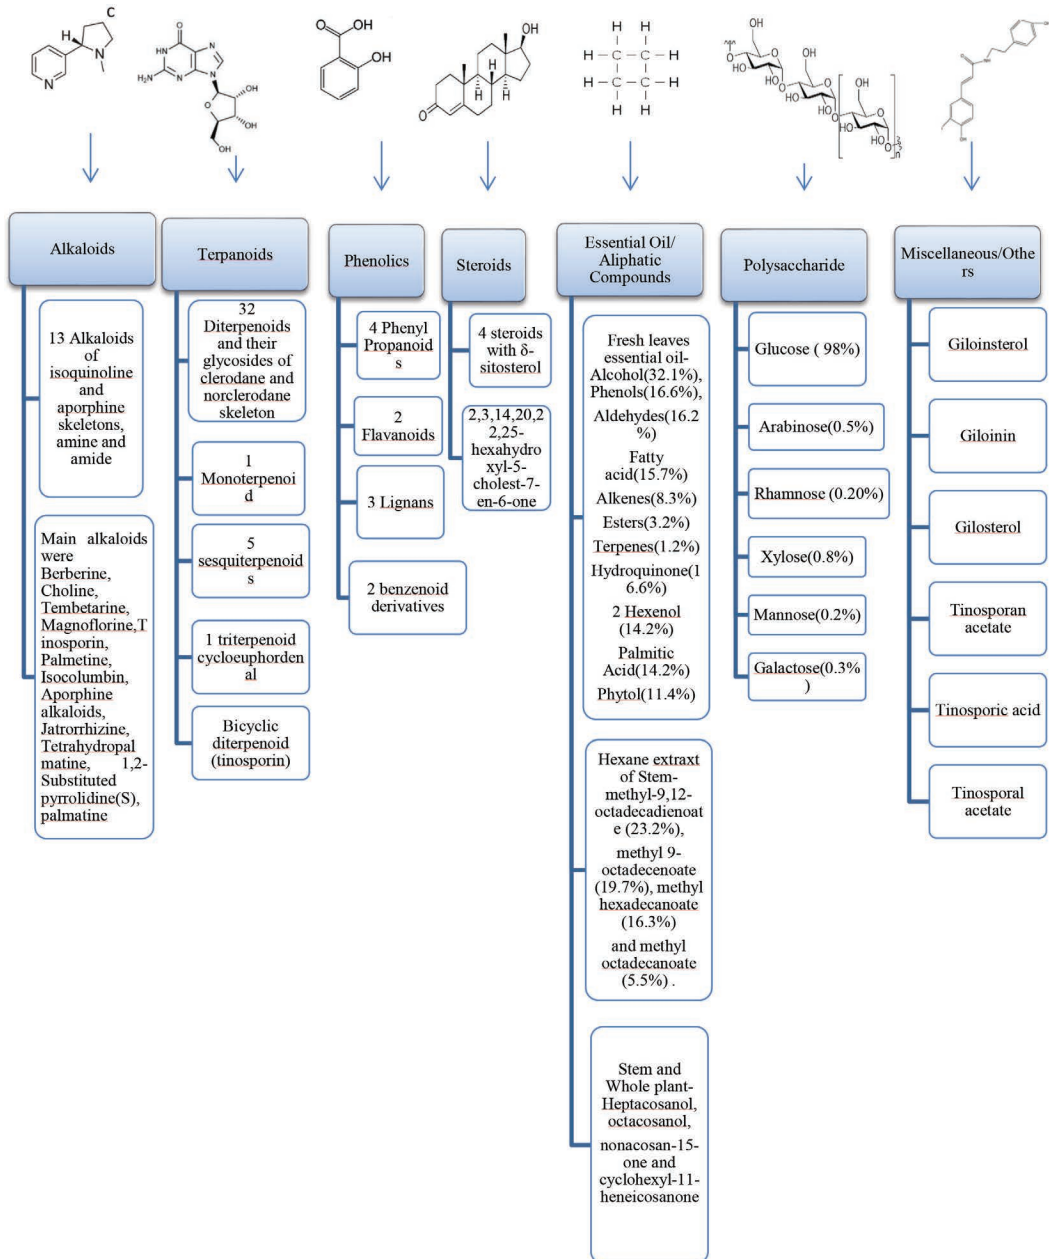 Alkaloids
13 Alkaloids
of
isoquinoline
and
aporphine
skeletons,
amine and
amide
Main alkaloids
were
Berberine,
Choline,
Tembetarine,
Magnoflorine,T
inosporin,
Palmetine,
Isocolumbin,
Aporphine
alkaloids,
Jatrorrhizine,
Tetrahydropal
matine, 1,2-
Substituted
pyrrolidine(S),
palmatine
Terpanoids
32
Diterpenoids
and their
glycosides of
clerodane and
norclerodane
skeleton
1
Monoterpenoi
d
5
sesquiterpenoid
s
1 triterpenoid
cycloeuphorden
al
Bicyclic
diterpenoid
(tinosporin)
Phenolics
4 Phenyl
Propanoid
s
2
Flavanoids
3 Lignans
2 benzenoid
derivatives
Steroids
4 steroids
with δ-
sitosterol
2,3,14,20,2
2,25-
hexahydro
xyl-5-
cholest-7-
en-6-one
Essential Oil/
Aliphatic
Compounds
Fresh leaves
essential oil-
Alcohol(32.1%),
Phenols(16.6%),
Aldehydes(16.2
%)
Fatty
acid(15.7%)
Alkenes(8.3%)
Esters(3.2%)
Terpenes(1.2%)
Hydroquinone(1
6.6%)
2 Hexenol
(14.2%)
Palmitic
Acid(14.2%)
Phytol(11.4%)
Hexane extraxt
of Stem-
methyl-9,12-
octadecadienoat
e (23.2%),
methyl 9-
octadecenoate
(19.7%), methyl
hexadecanoate
(16.3%)
and methyl
octadecanoate
(5.5%) .
Stem and
Whole plant-
Heptacosanol,
octacosanol,
nonacosan-15-
one and
cyclohexyl-11-
heneicosanone
Polysaccharide
Glucose ( 98%)
Arabinose(0.5%)
Rhamnose (0.20%)
Xylose(0.8%)
Mannose(0.2%)
Galactose(0.3%
)
Miscellaneous/Othe
rs
Giloinsterol
Giloinin
Gilosterol
Tinosporan
acetate
Tinosporic acid
Tinosporal
acetate